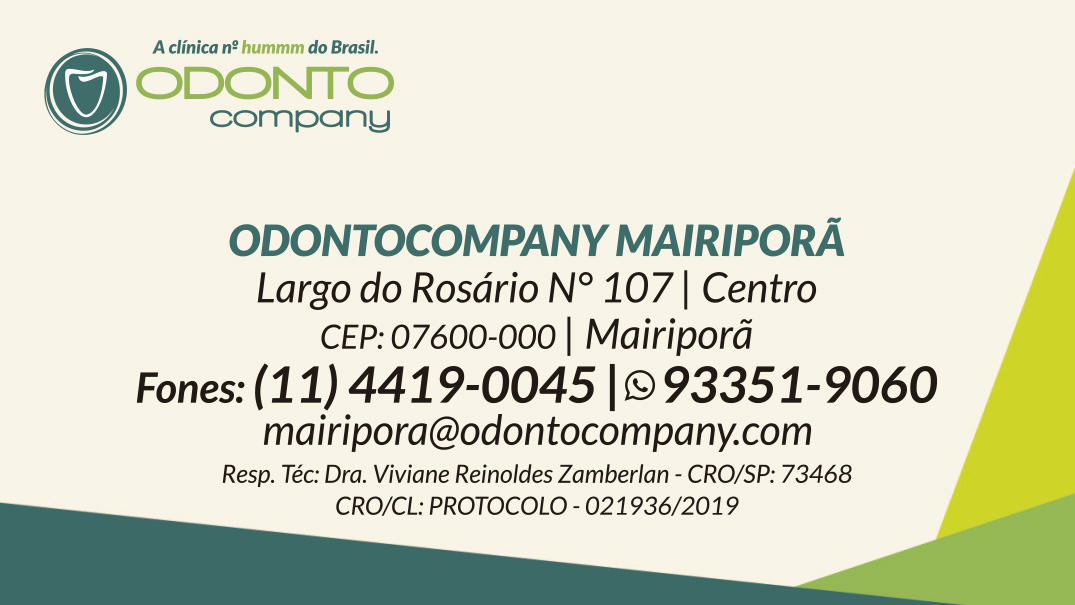 A clínica nº hummm do Brasil.
ODONTO
company
ODONTOCOMPANY MAIRIPORÃ
Largo do Rosário N° 107 | Centro
CEP: 07600-000 | Mairiporã
Fones: (11) 4419-0045 | 93351-9060
mairipora@odontocompany.com
Resp. Téc: Dra. Viviane Reinoldes Zamberlan - CRO/SP: 73468
CRO/CL: PROTOCOLO - 021936/2019